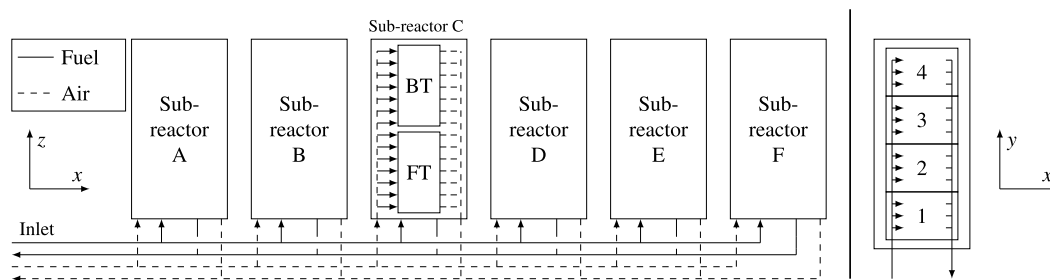 Sub-reactor C
Fuel
Air
z
x
Sub-
reactor
A
Sub-
reactor
B
BT
FT
Sub-
reactor
D
Sub-
reactor
E
Sub-
reactor
F
Inlet
4
3
2
1
y
x